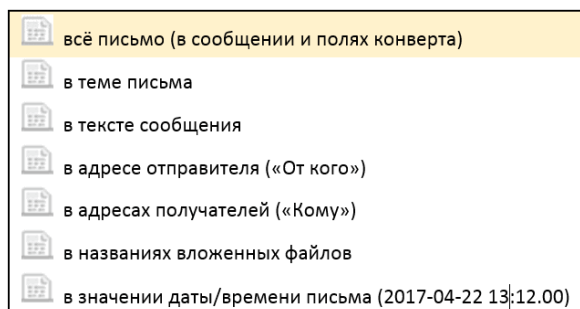 всё письмо (в сообщении и полях конверта)
в теме письма
в тексте сообщения
в адресе отправителя («От кого»)
в адресах получателей («Кому»)
в названиях вложенных файлов
в значении даты/времени письма (2017-04-22 13:12.00)